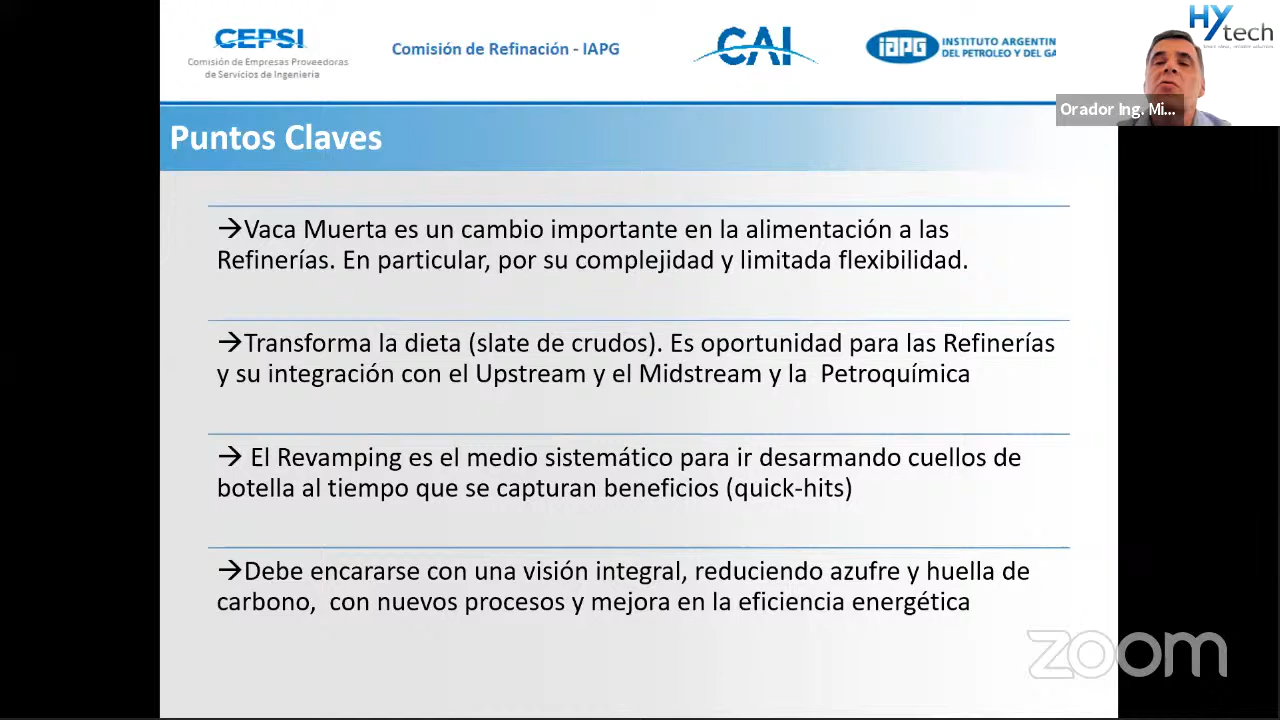 CEPSI
Comisión de Empresas Proveedoras
de Servicios de Ingeniería
Comisión de Refinación - IAPG
CAI
iAPG
INSTITUTO ARGENTIN
DEL PETROLEO Y DEL GA
HYtech
Orador Ing. Mi...
Puntos Claves
→Vaca Muerta es un cambio importante en la alimentación a las
Refinerías. En particular, por su complejidad y limitada flexibilidad.
→Transforma la dieta (slate de crudos). Es oportunidad para las Refinerías
y su integración con el Upstream y el Midstream y la Petroquímica
→ El Revamping es el medio sistemático para ir desarmando cuellos de
botella al tiempo que se capturan beneficios (quick-hits)
→Debe encararse con una visión integral, reduciendo azufre y huella de
carbono, con nuevos procesos y mejora en la eficiencia energética
zoom